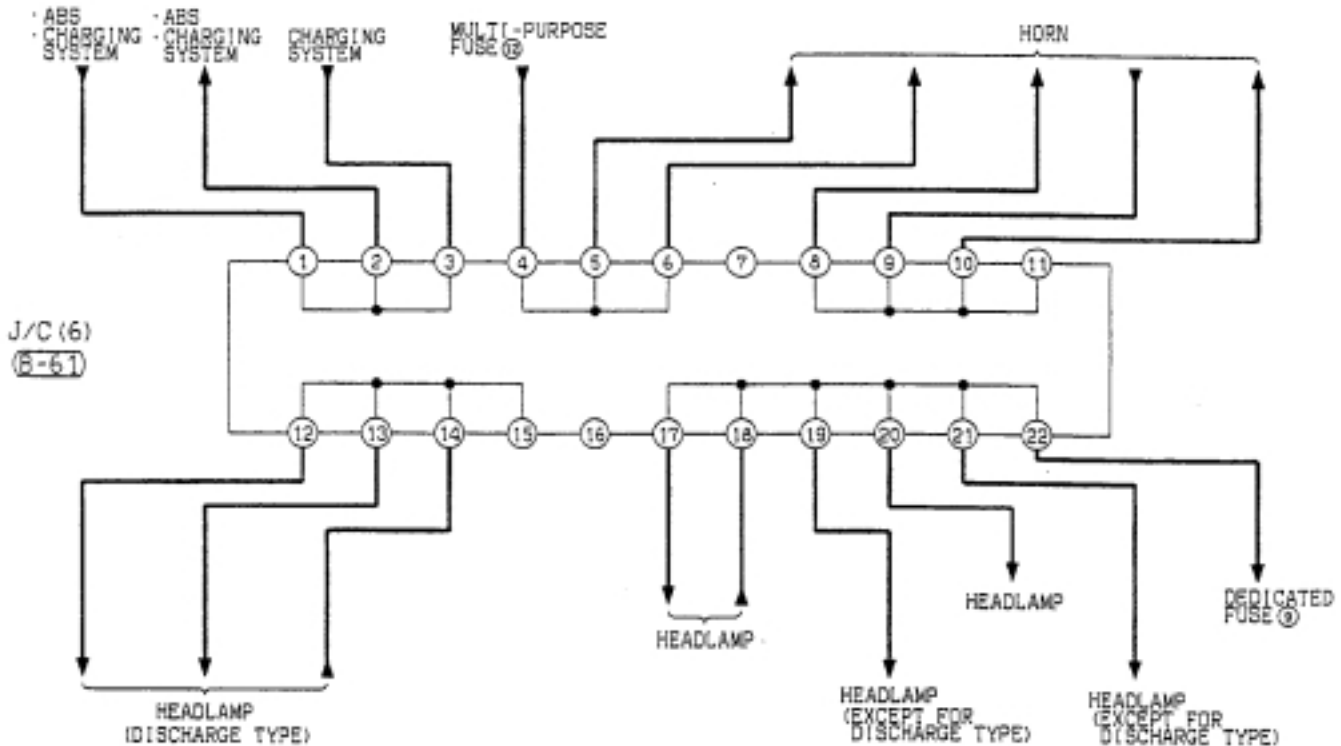 · ABS
· CHARGING
SYSTEM
· ABS
· CHARGING
SYSTEM
CHARGING
SYSTEM
MULTI-PURPOSE
FUSE ⑫
HORN
1 2 3 4 5 6 7 8 9 10 11
J/C (6)
B-61
12 13 14 15 16 17 18 19 20 21 22
HEADLAMP
(DISCHARGE TYPE)
HEADLAMP
HEADLAMP
(EXCEPT FOR
DISCHARGE TYPE)
HEADLAMP
HEADLAMP
(EXCEPT FOR
DISCHARGE TYPE)
DEDICATED
FUSE ⑨